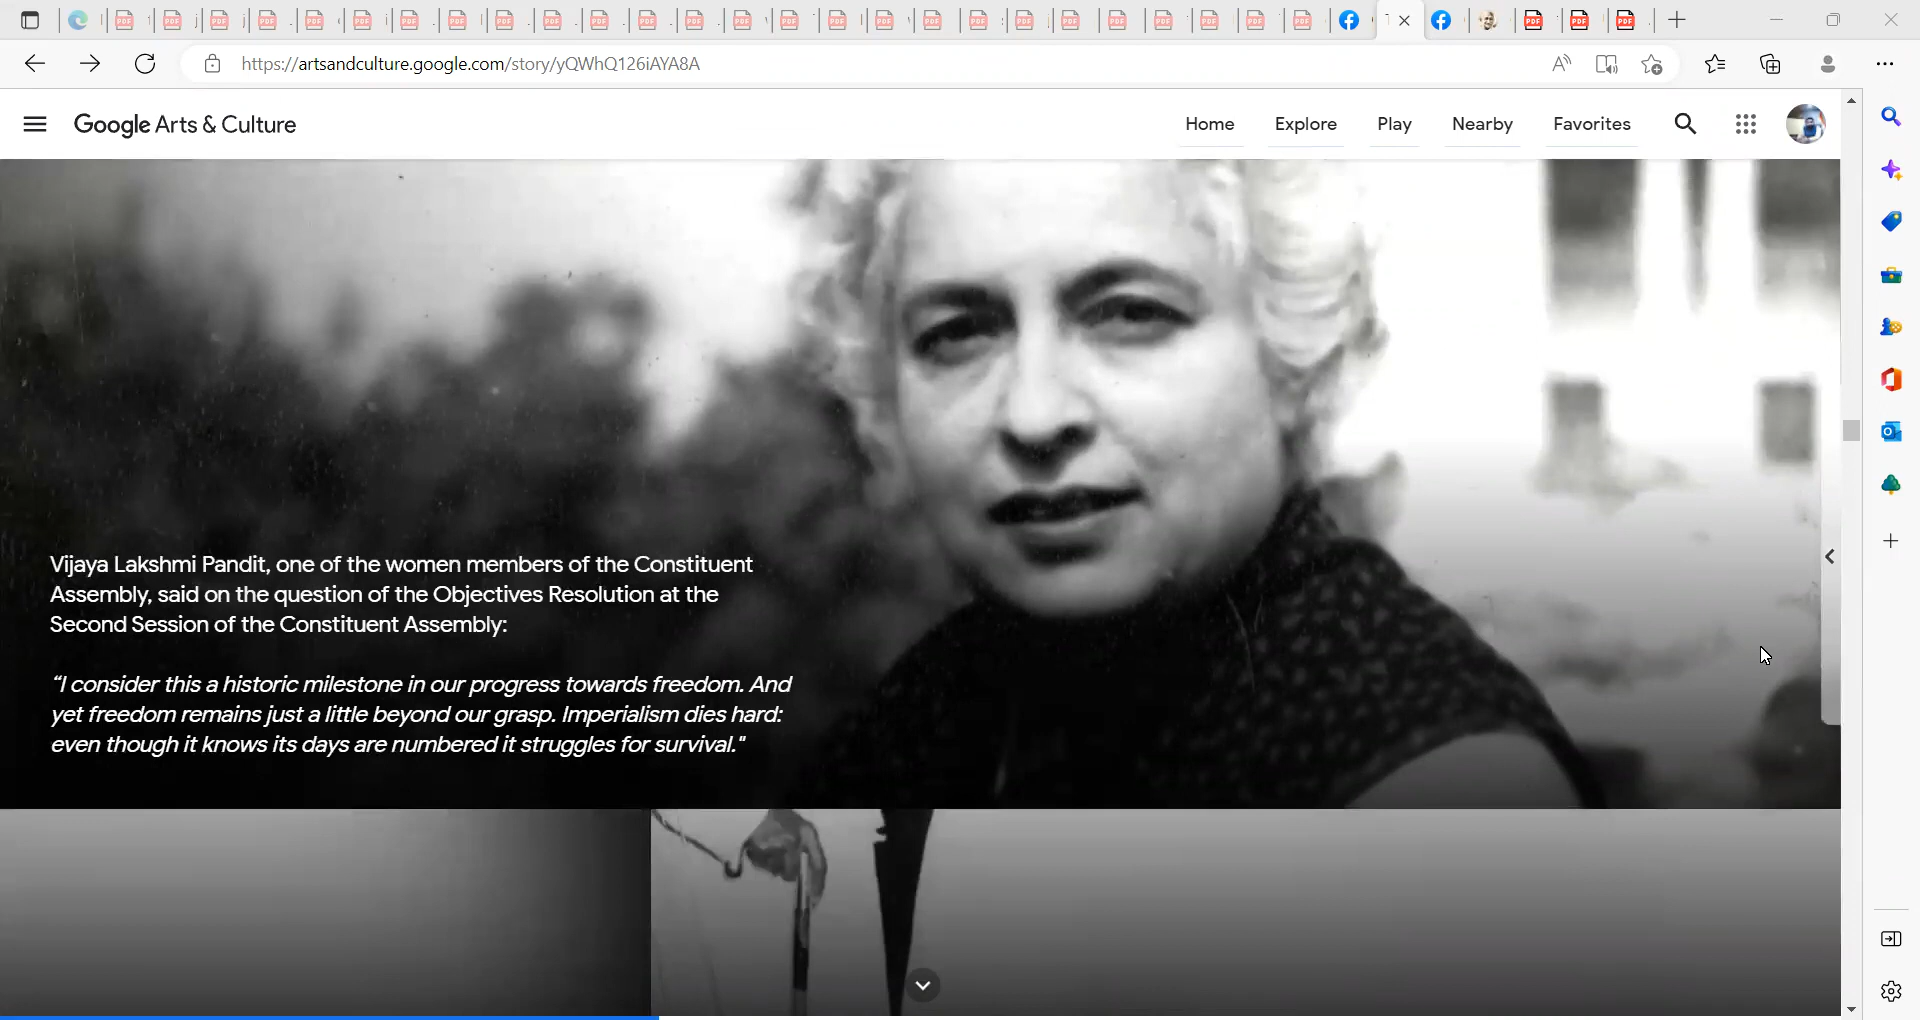 https://artsandculture.google.com/story/yQWhQ126iAYA8A
Google Arts & Culture
Home Explore Play Nearby Favorites
Vijaya Lakshmi Pandit, one of the women members of the Constituent
Assembly, said on the question of the Objectives Resolution at the
Second Session of the Constituent Assembly:
“I consider this a historic milestone in our progress towards freedom. And
yet freedom remains just a little beyond our grasp. Imperialism dies hard:
even though it knows its days are numbered it struggles for survival."